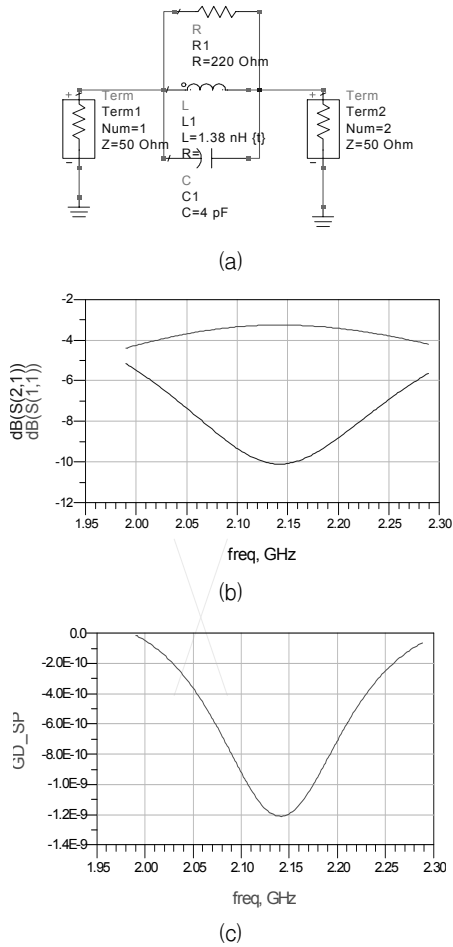 R
R1
R=220 Ohm
Term
Term1
Num=1
Z=50 Ohm
L
L1
L=1.38 nH {t}
R=
Term
Term2
Num=2
Z=50 Ohm
C
C1
C=4 pF
(a)
dB(S(2,1))
dB(S(1,1))
-2
-4
-6
-8
-10
-12
1.95 2.00 2.05 2.10 2.15 2.20 2.25 2.30
freq, GHz
(b)
GD_SP
0.0
-2.0E-10
-4.0E-10
-6.0E-10
-8.0E-10
-1.0E-9
-1.2E-9
-1.4E-9
1.95 2.00 2.05 2.10 2.15 2.20 2.25 2.30
freq, GHz
(c)